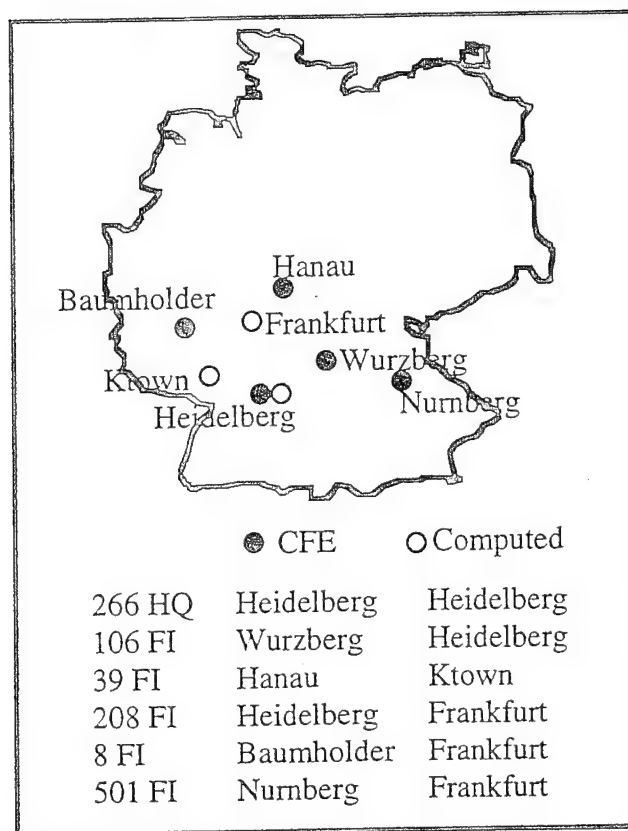 Hanau
Baumholder
Frankfurt
Wurzberg
Ktown
Nurnberg
Heidelberg
CFE Computed
266 HQ Heidelberg Heidelberg
106 FI Wurzberg Heidelberg
39 FI Hanau Ktown
208 FI Heidelberg Frankfurt
8 FI Baumholder Frankfurt
501 FI Nurnberg Frankfurt